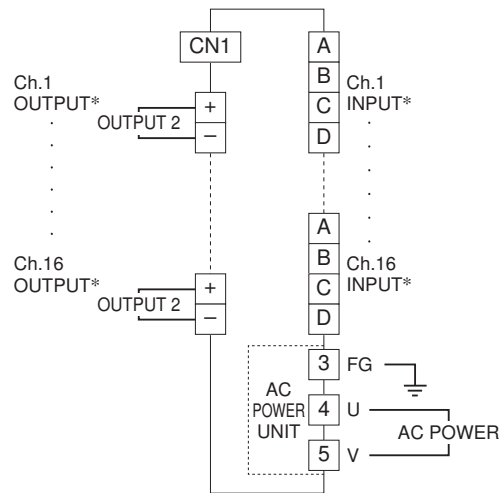 CN1
Ch.1
OUTPUT*
OUTPUT 2
+
−
A
B
C
D
Ch.1
INPUT*
Ch.16
OUTPUT*
OUTPUT 2
+
−
A
B
C
D
Ch.16
INPUT*
AC
POWER
UNIT
3 FG
4 U
5 V
AC POWER